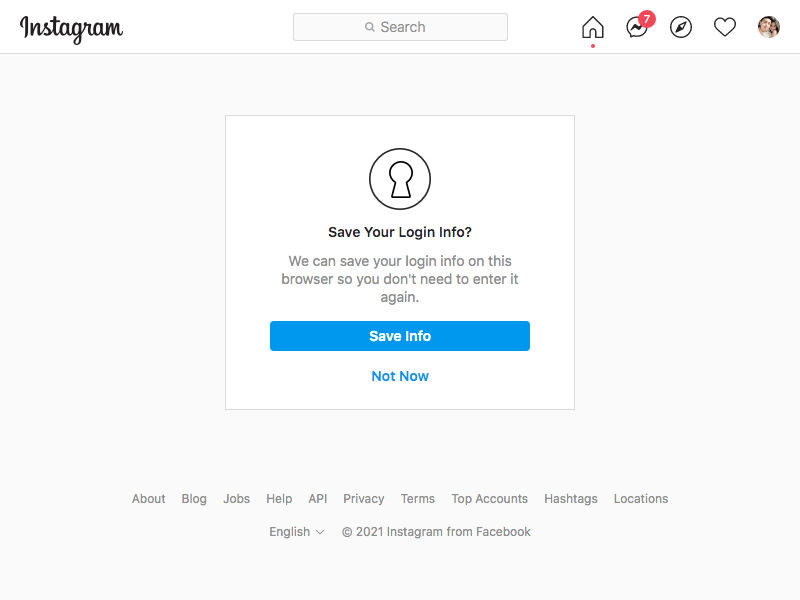 Instagram
Search
7
Save Your Login Info?
We can save your login info on this
browser so you don't need to enter it
again.
Save Info
Not Now
About Blog Jobs Help API Privacy Terms Top Accounts Hashtags Locations
English © 2021 Instagram from Facebook